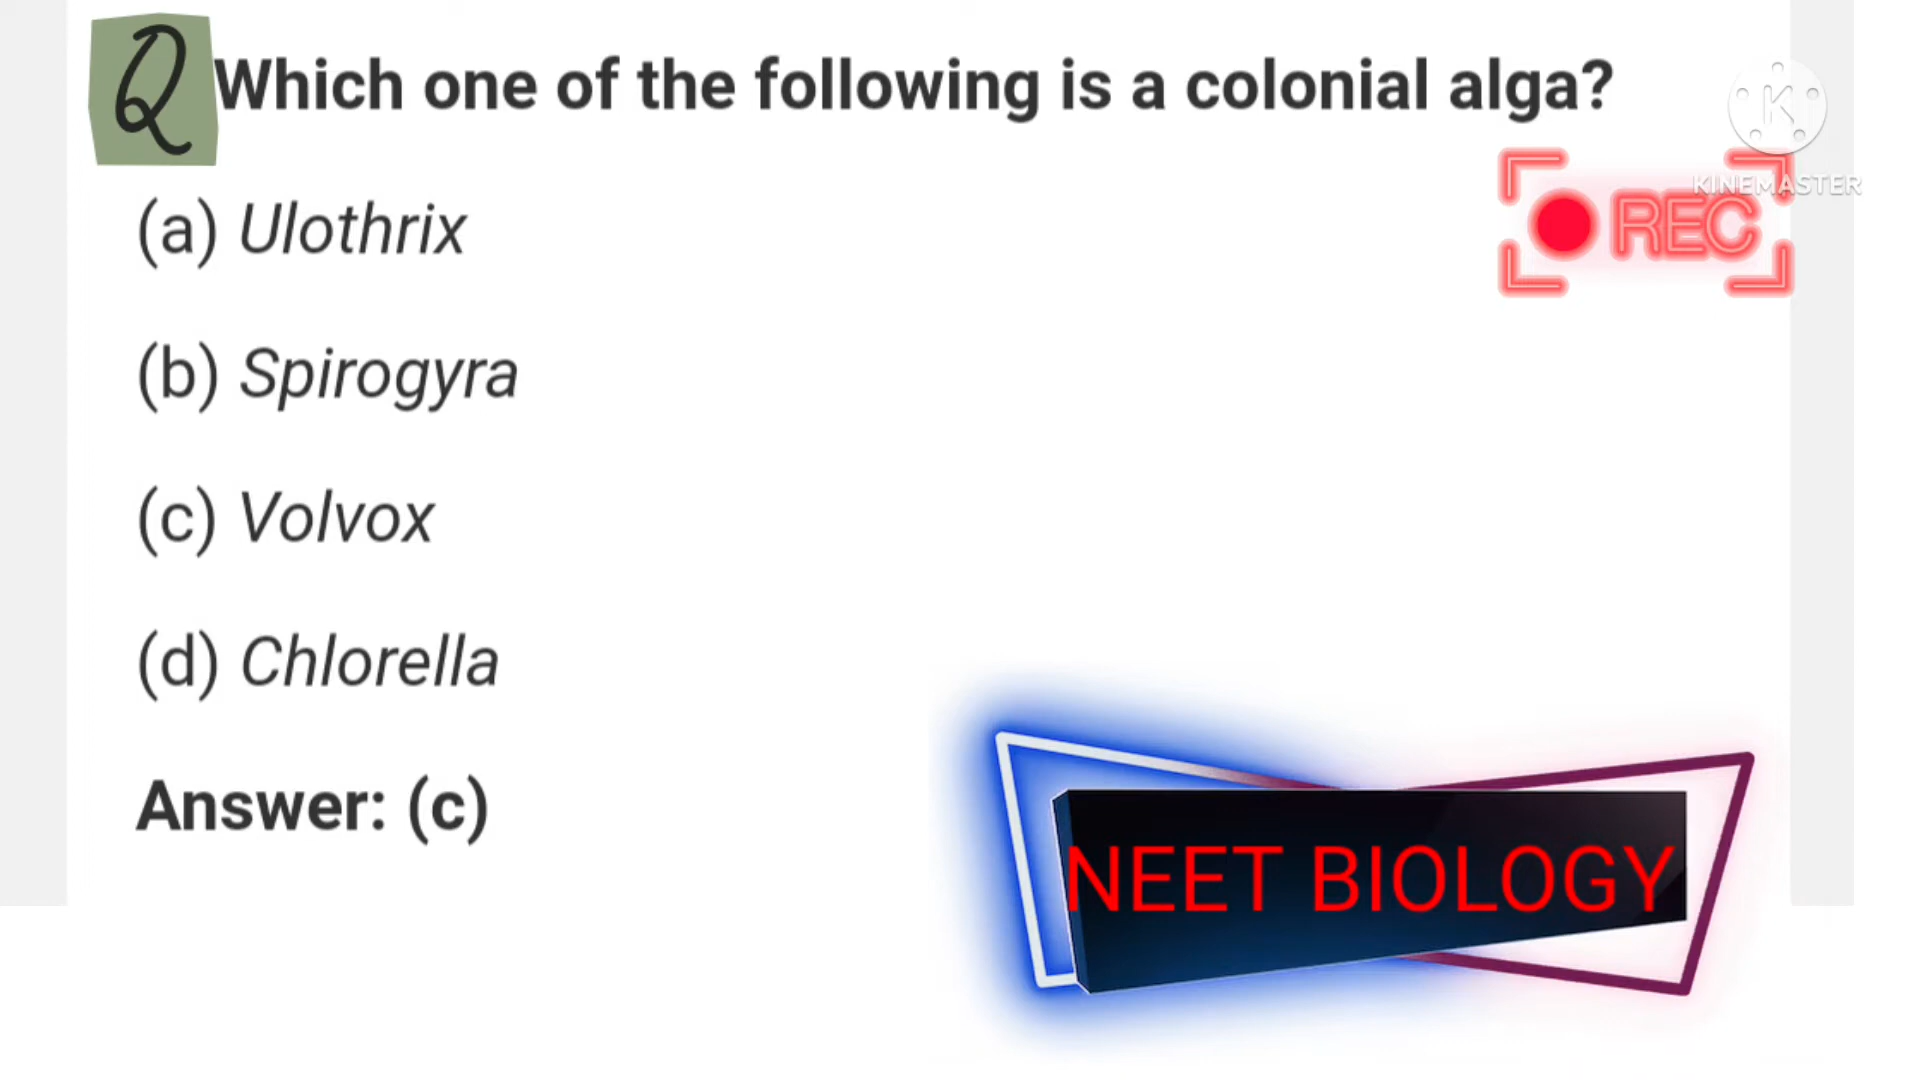 Q Which one of the following is a colonial alga?
KINEMASTER
REC
(a) Ulothrix
(b) Spirogyra
(c) Volvox
(d) Chlorella
Answer: (c)
NEET BIOLOGY